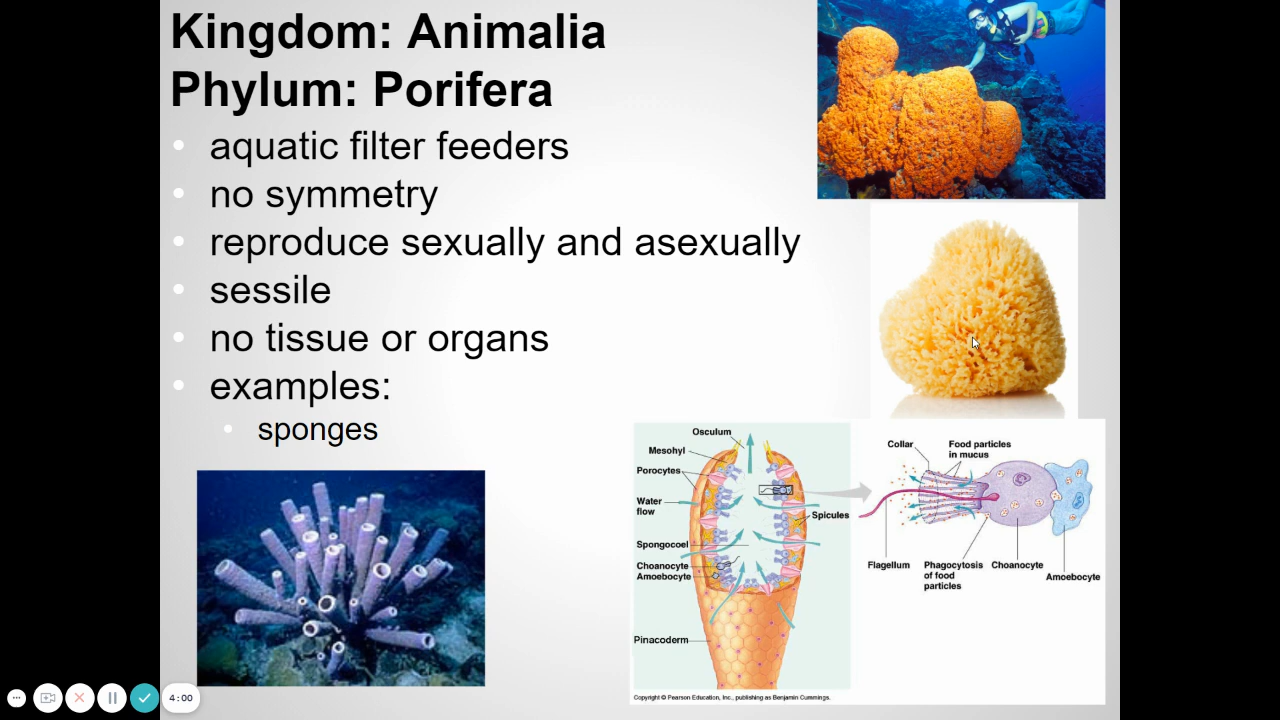 Kingdom: Animalia
Phylum: Porifera
• aquatic filter feeders
• no symmetry
• reproduce sexually and asexually
• sessile
• no tissue or organs
• examples:
• sponges
Osculum
Mesohyl
Porocytes
Water
flow
Spicules
Spongocoel
Choanocyte
Amoebocyte
Pinacoderm
Collar
Food particles
in mucus
Flagellum
Phagocytosis
of food
particles
Choanocyte
Amoebocyte
Copyright © Pearson Education, Inc., publishing as Benjamin Cummings.
4:00